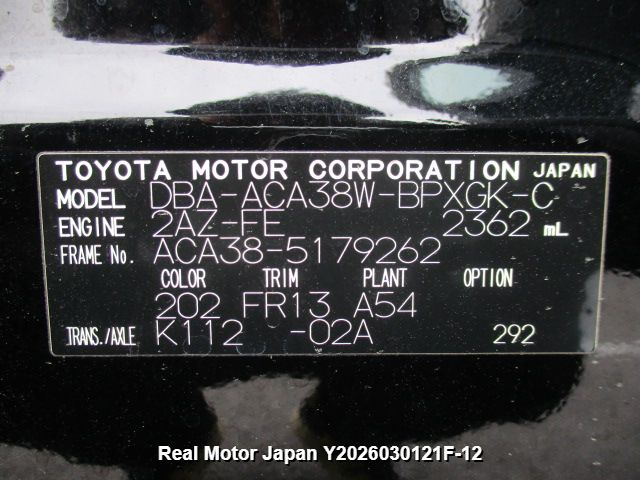 TOYOTA MOTOR CORPORATION JAPAN
MODEL DBA-ACA38W-BPXGK-C
ENGINE 2AZ-FE 2362 mL
FRAME No. ACA38-5179262
COLOR TRIM PLANT OPTION
202 FR13 A54
TRANS./AXLE K112 -02A 292
Real Motor Japan Y2026030121F-12